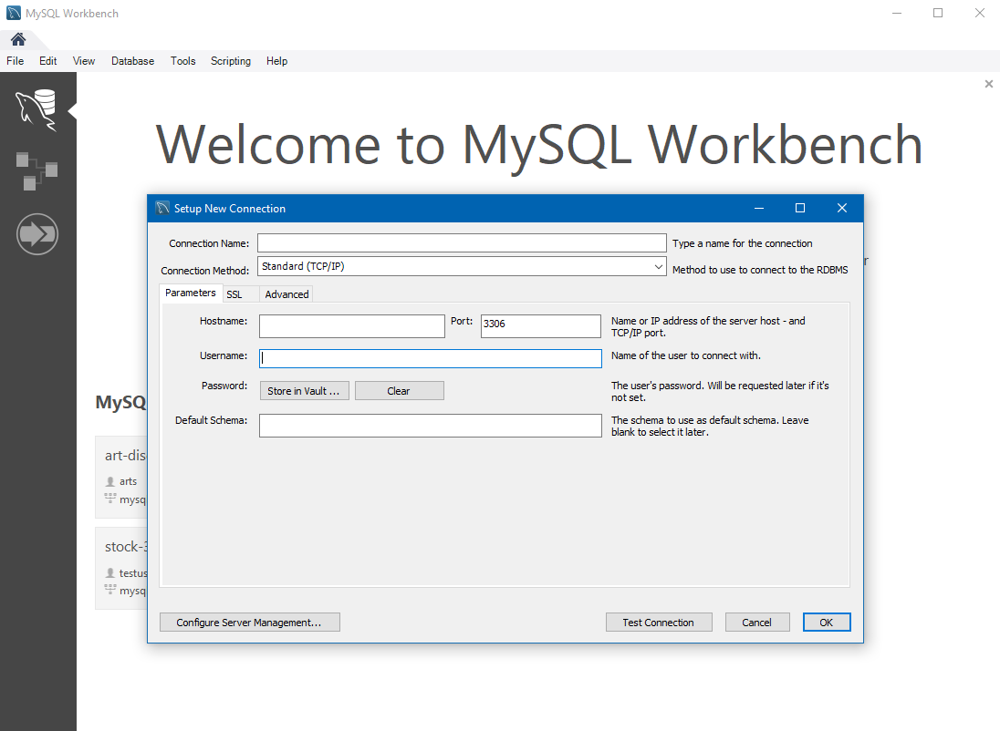 MySQL Workbench
File Edit View Database Tools Scripting Help
Welcome to MySQL Workbench
Setup New Connection
Connection Name: Type a name for the connection
Connection Method: Standard (TCP/IP) Method to use to connect to the RDBMS
Parameters SSL Advanced
Hostname: Port: 3306 Name or IP address of the server host - and
TCP/IP port.
Username: Name of the user to connect with.
Password: Store in Vault ... Clear The user's password. Will be requested later if it's
not set.
Default Schema: The schema to use as default schema. Leave
blank to select it later.
Configure Server Management... Test Connection Cancel OK
MySQ
art-dis
arts
mysq
stock-3
testus
mysq